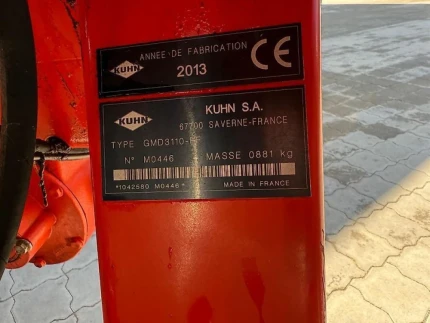 ANNEE DE FABRICATION
KUHN
2013
CE
KUHN S.A.
KUHN
67700 SAVERNE-FRANCE
TYPE GMD3110-FF
N° M0446 MASSE 0881 kg
*1042580 M0446* MADE IN FRANCE